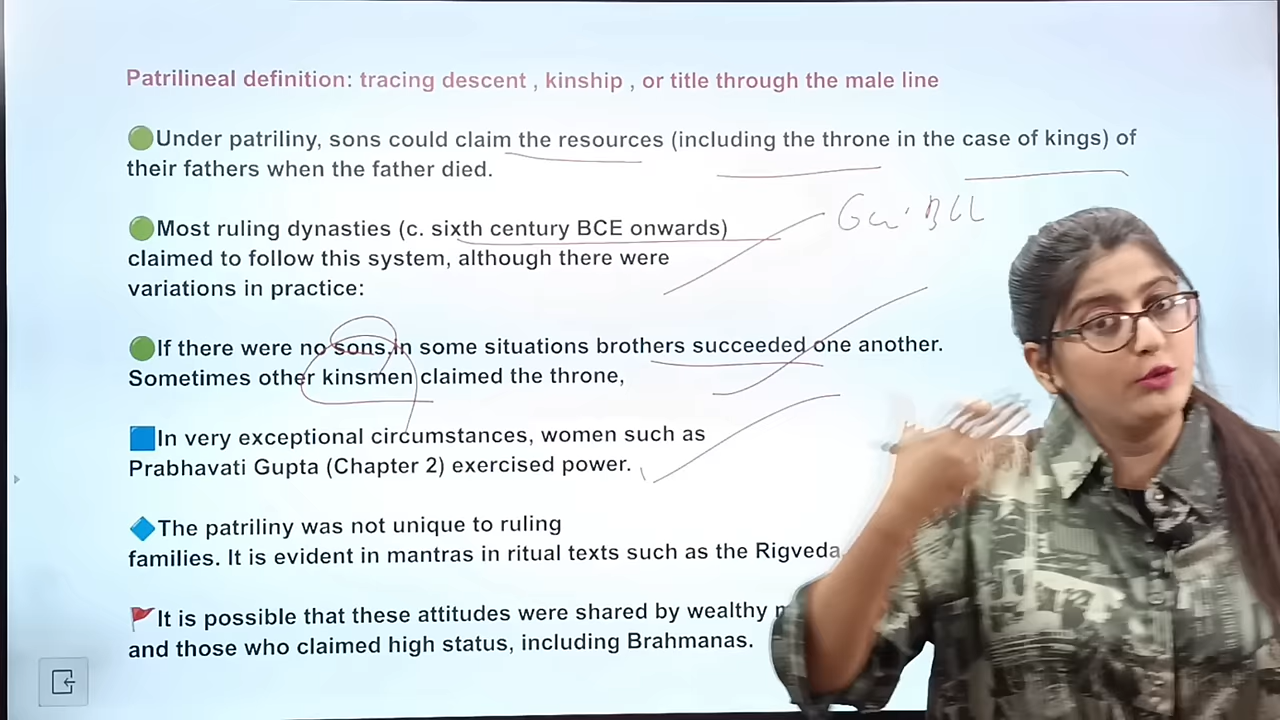 Patrilineal definition: tracing descent , kinship , or title through the male line
Under patriliny, sons could claim the resources (including the throne in the case of kings) of
their fathers when the father died.
Most ruling dynasties (c. sixth century BCE onwards)
claimed to follow this system, although there were
variations in practice:
If there were no sons,in some situations brothers succeeded one another.
Sometimes other kinsmen claimed the throne,
In very exceptional circumstances, women such as
Prabhavati Gupta (Chapter 2) exercised power.
The patriliny was not unique to ruling
families. It is evident in mantras in ritual texts such as the Rigveda
It is possible that these attitudes were shared by wealthy
and those who claimed high status, including Brahmanas.